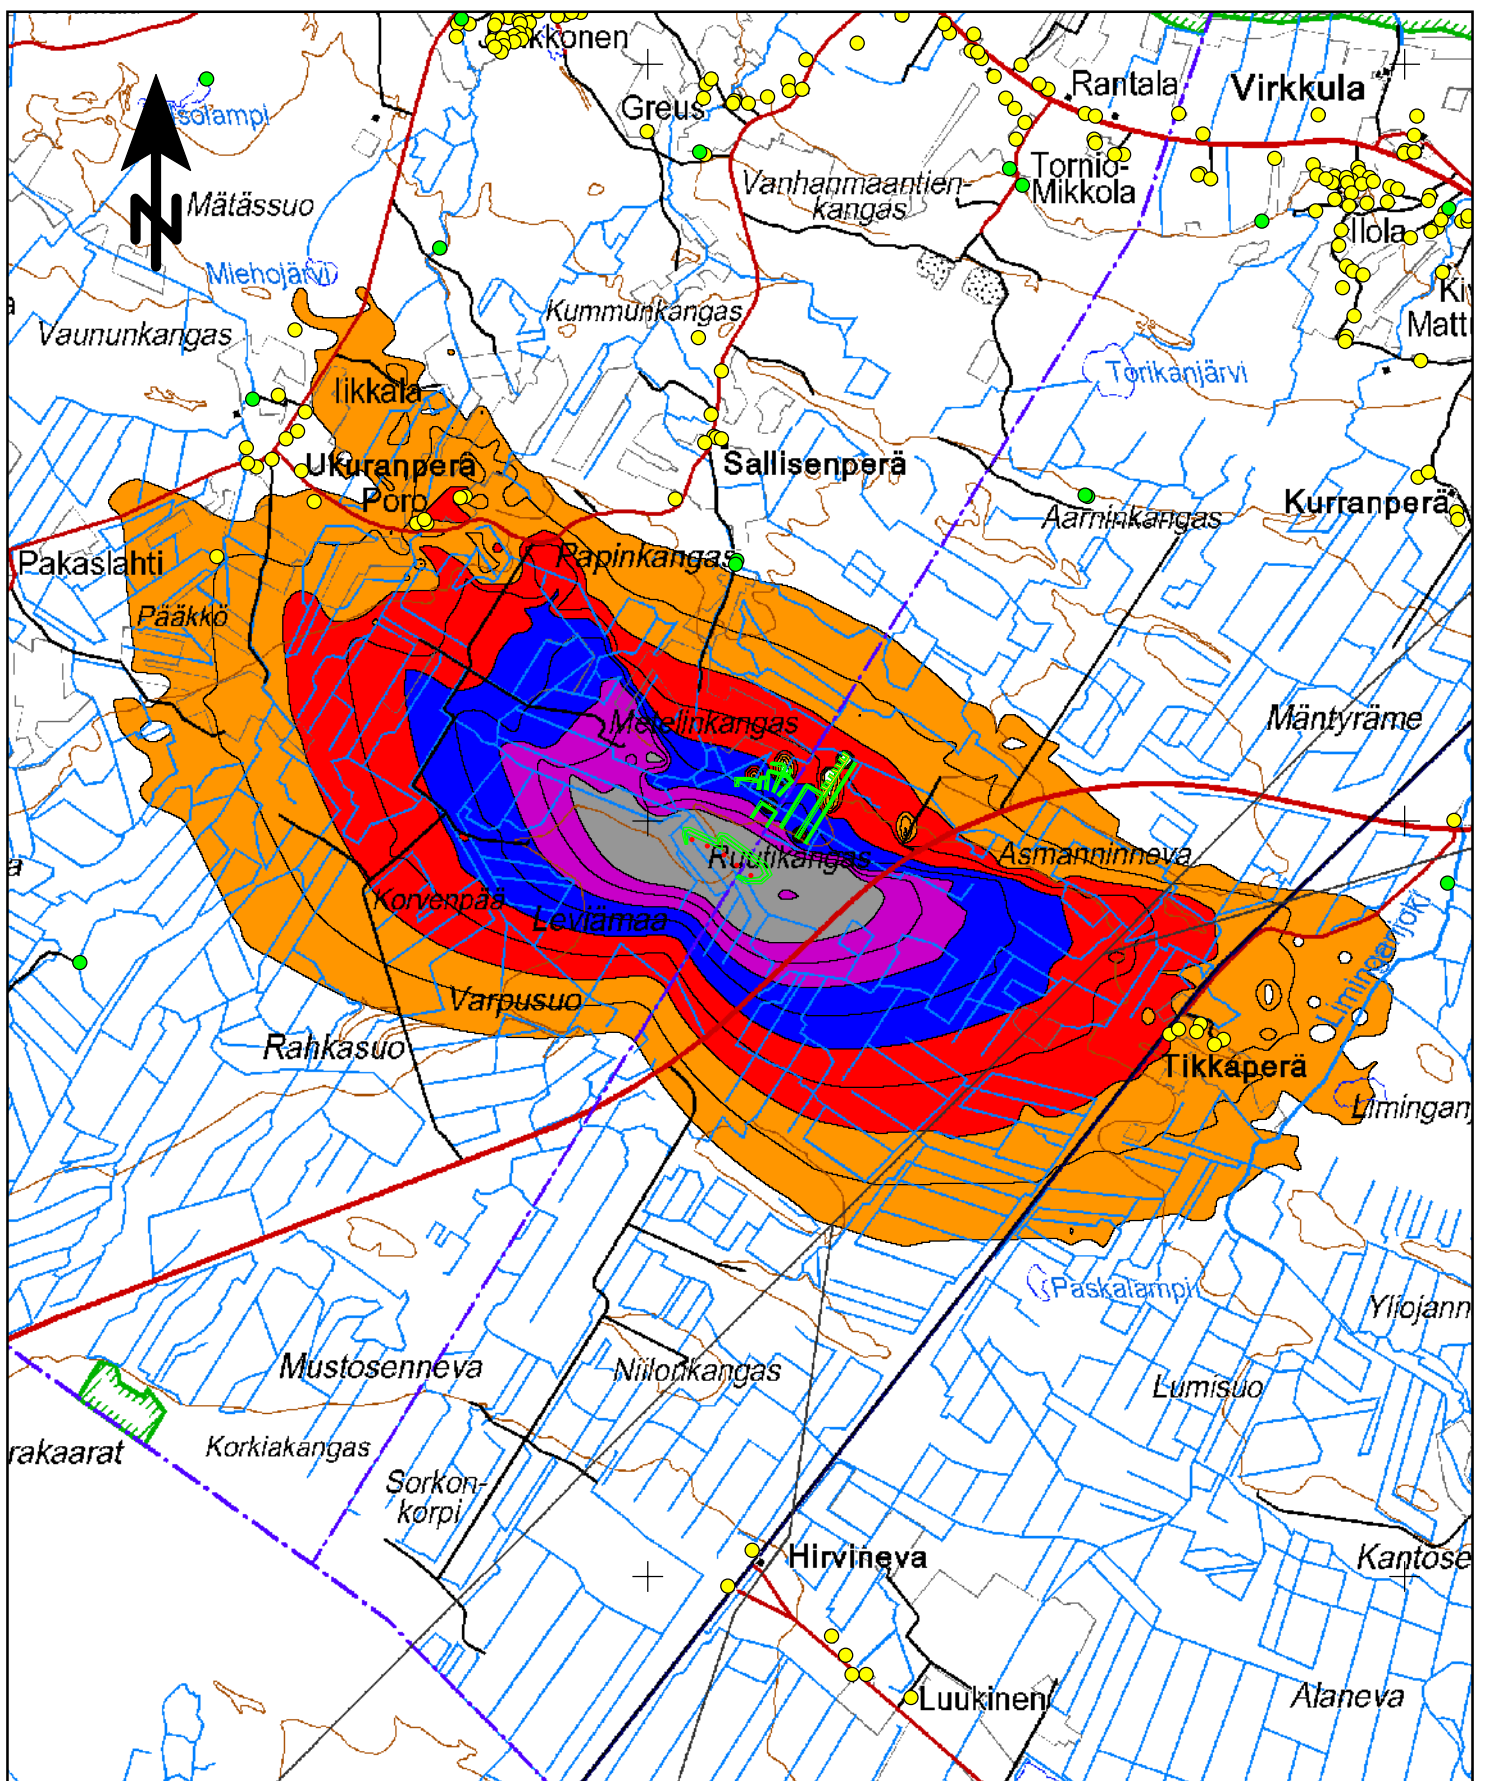 Greus
Rantala
Virkkula
Mätässuo
Vanhanmaantien-
kangas
Tornio-
Mikkola
Ilola
Miehojärvi
Kummunkangas
Vaununkangas
Torikanjärvi
Iikkala
Ukuranperä
Poro
Sallisenperä
Kurranperä
Aarninkangas
Pakaslahti
Papinkangas
Pääkkö
Metelinkangas
Mäntyräme
Ruutikangas
Asmanninneva
Korvenpää
Leviämaa
Varpusuo
Rahkasuo
Liminganjoki
Tikkaperä
Paskalampi
Mustosenneva
Niilonkangas
Lumisuo
rakaarat
Korkiakangas
Sorkon-
korpi
Hirvineva
Luukinen
Alaneva
N